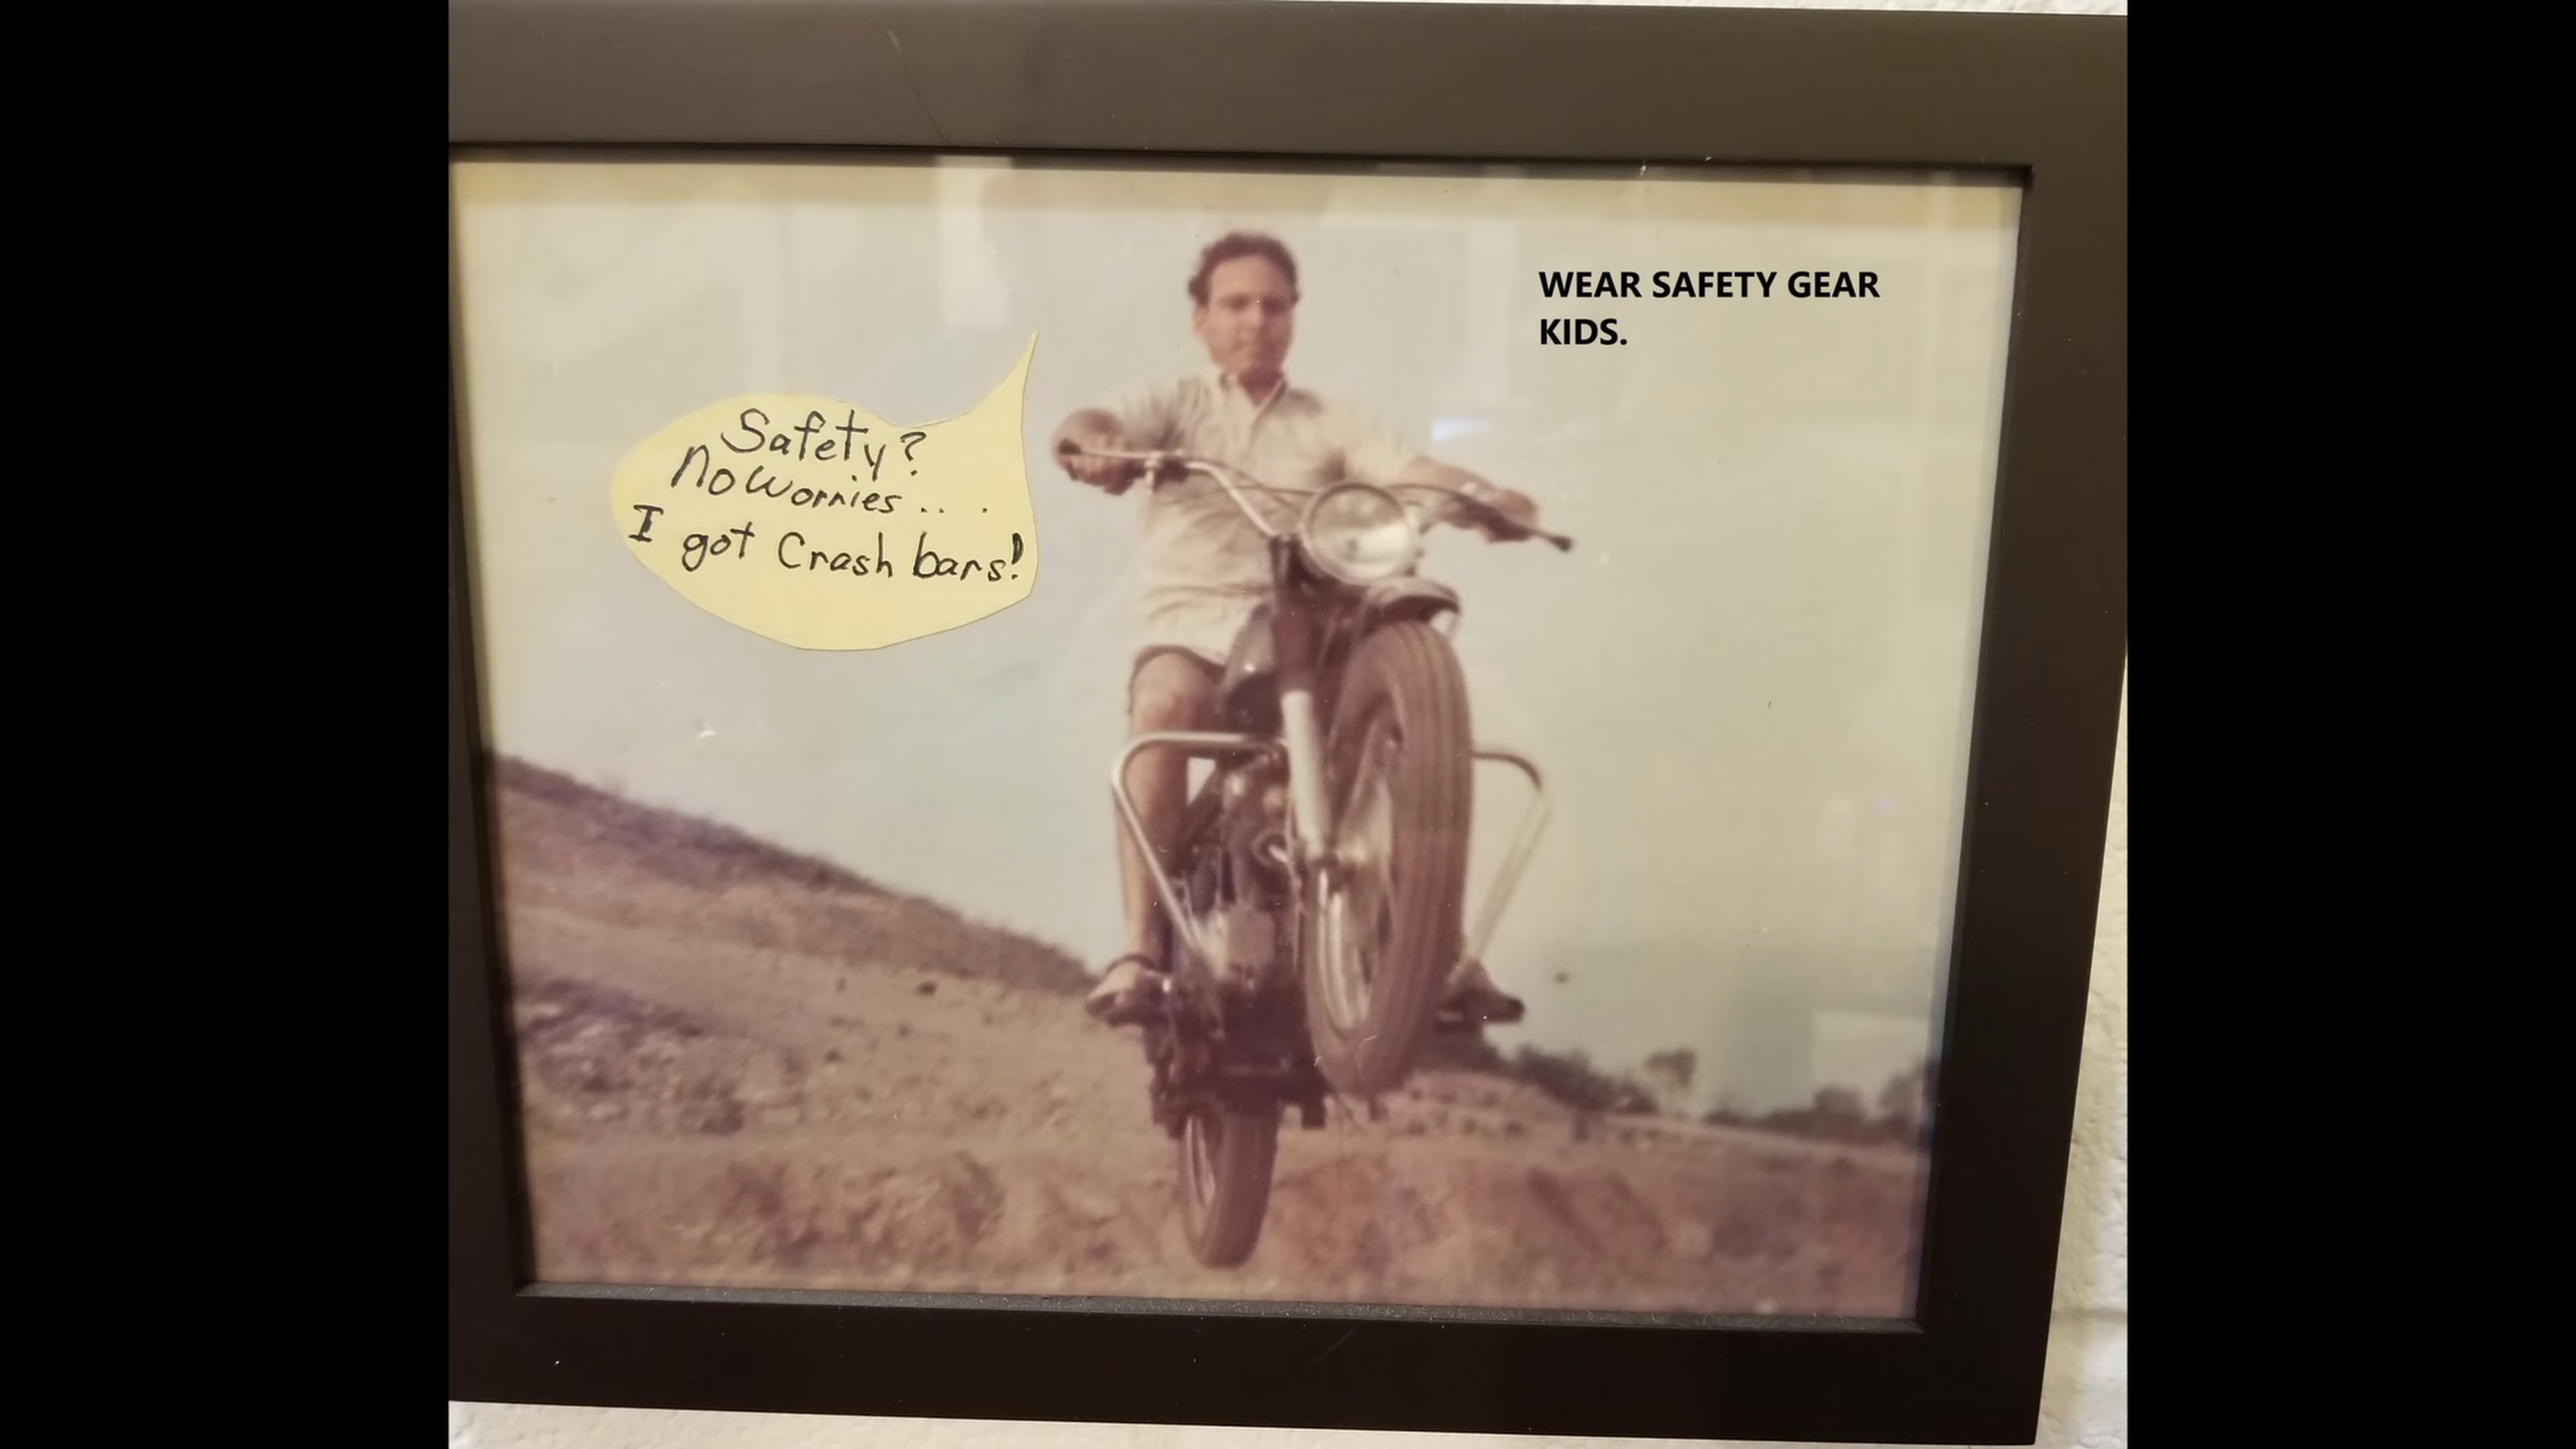 Safety?
No Worries....
I got Crash bars!
WEAR SAFETY GEAR
KIDS.